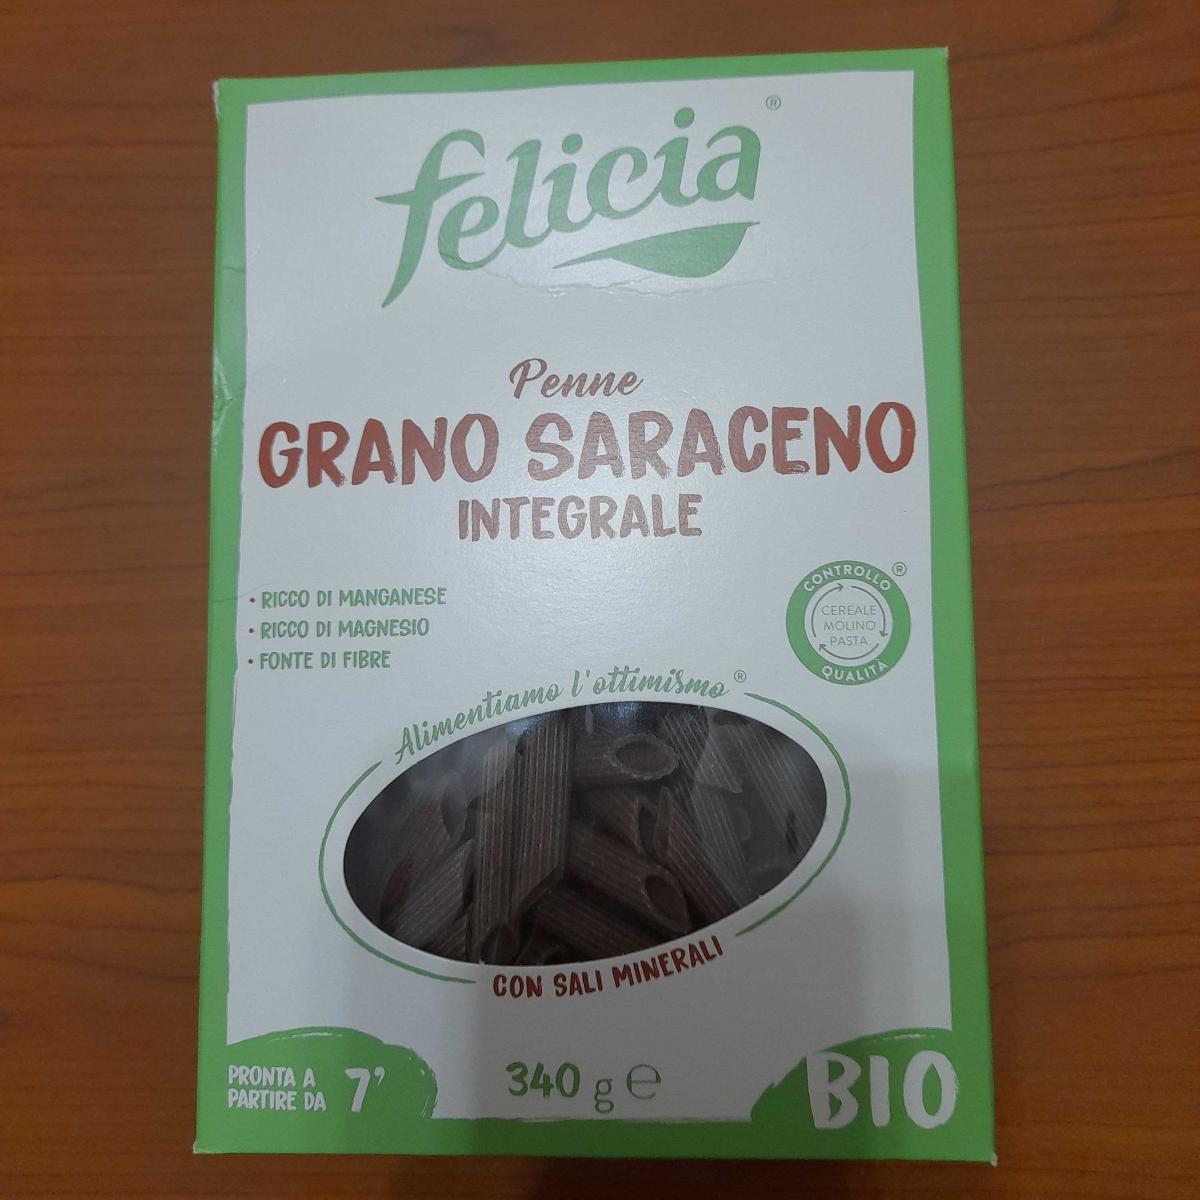 felicia®
Penne
GRANO SARACENO
INTEGRALE
• RICCO DI MANGANESE
• RICCO DI MAGNESIO
• FONTE DI FIBRE
CONTROLLO ®
CEREALE
MOLINO
PASTA
QUALITÀ
Alimentiamo l'ottimismo®
CON SALI MINERALI
PRONTA A
PARTIRE DA 7'
340 g ℮
BIO